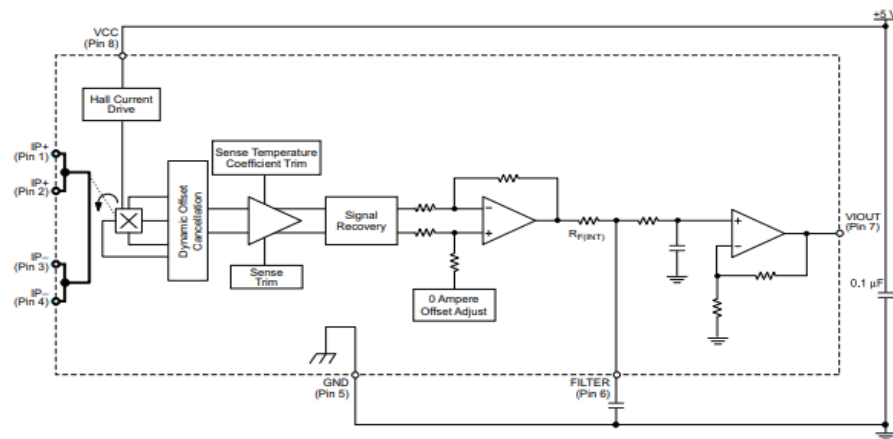 +5 V
VCC
(Pin 8)
Hall Current
Drive
IP+
(Pin 1)
IP+
(Pin 2)
IP−
(Pin 3)
IP−
(Pin 4)
Dynamic Offset
Cancellation
Sense Temperature
Coefficient Trim
Sense
Trim
Signal
Recovery
0 Ampere
Offset Adjust
RF(INT)
VIOUT
(Pin 7)
0.1 µF
GND
(Pin 5)
FILTER
(Pin 6)